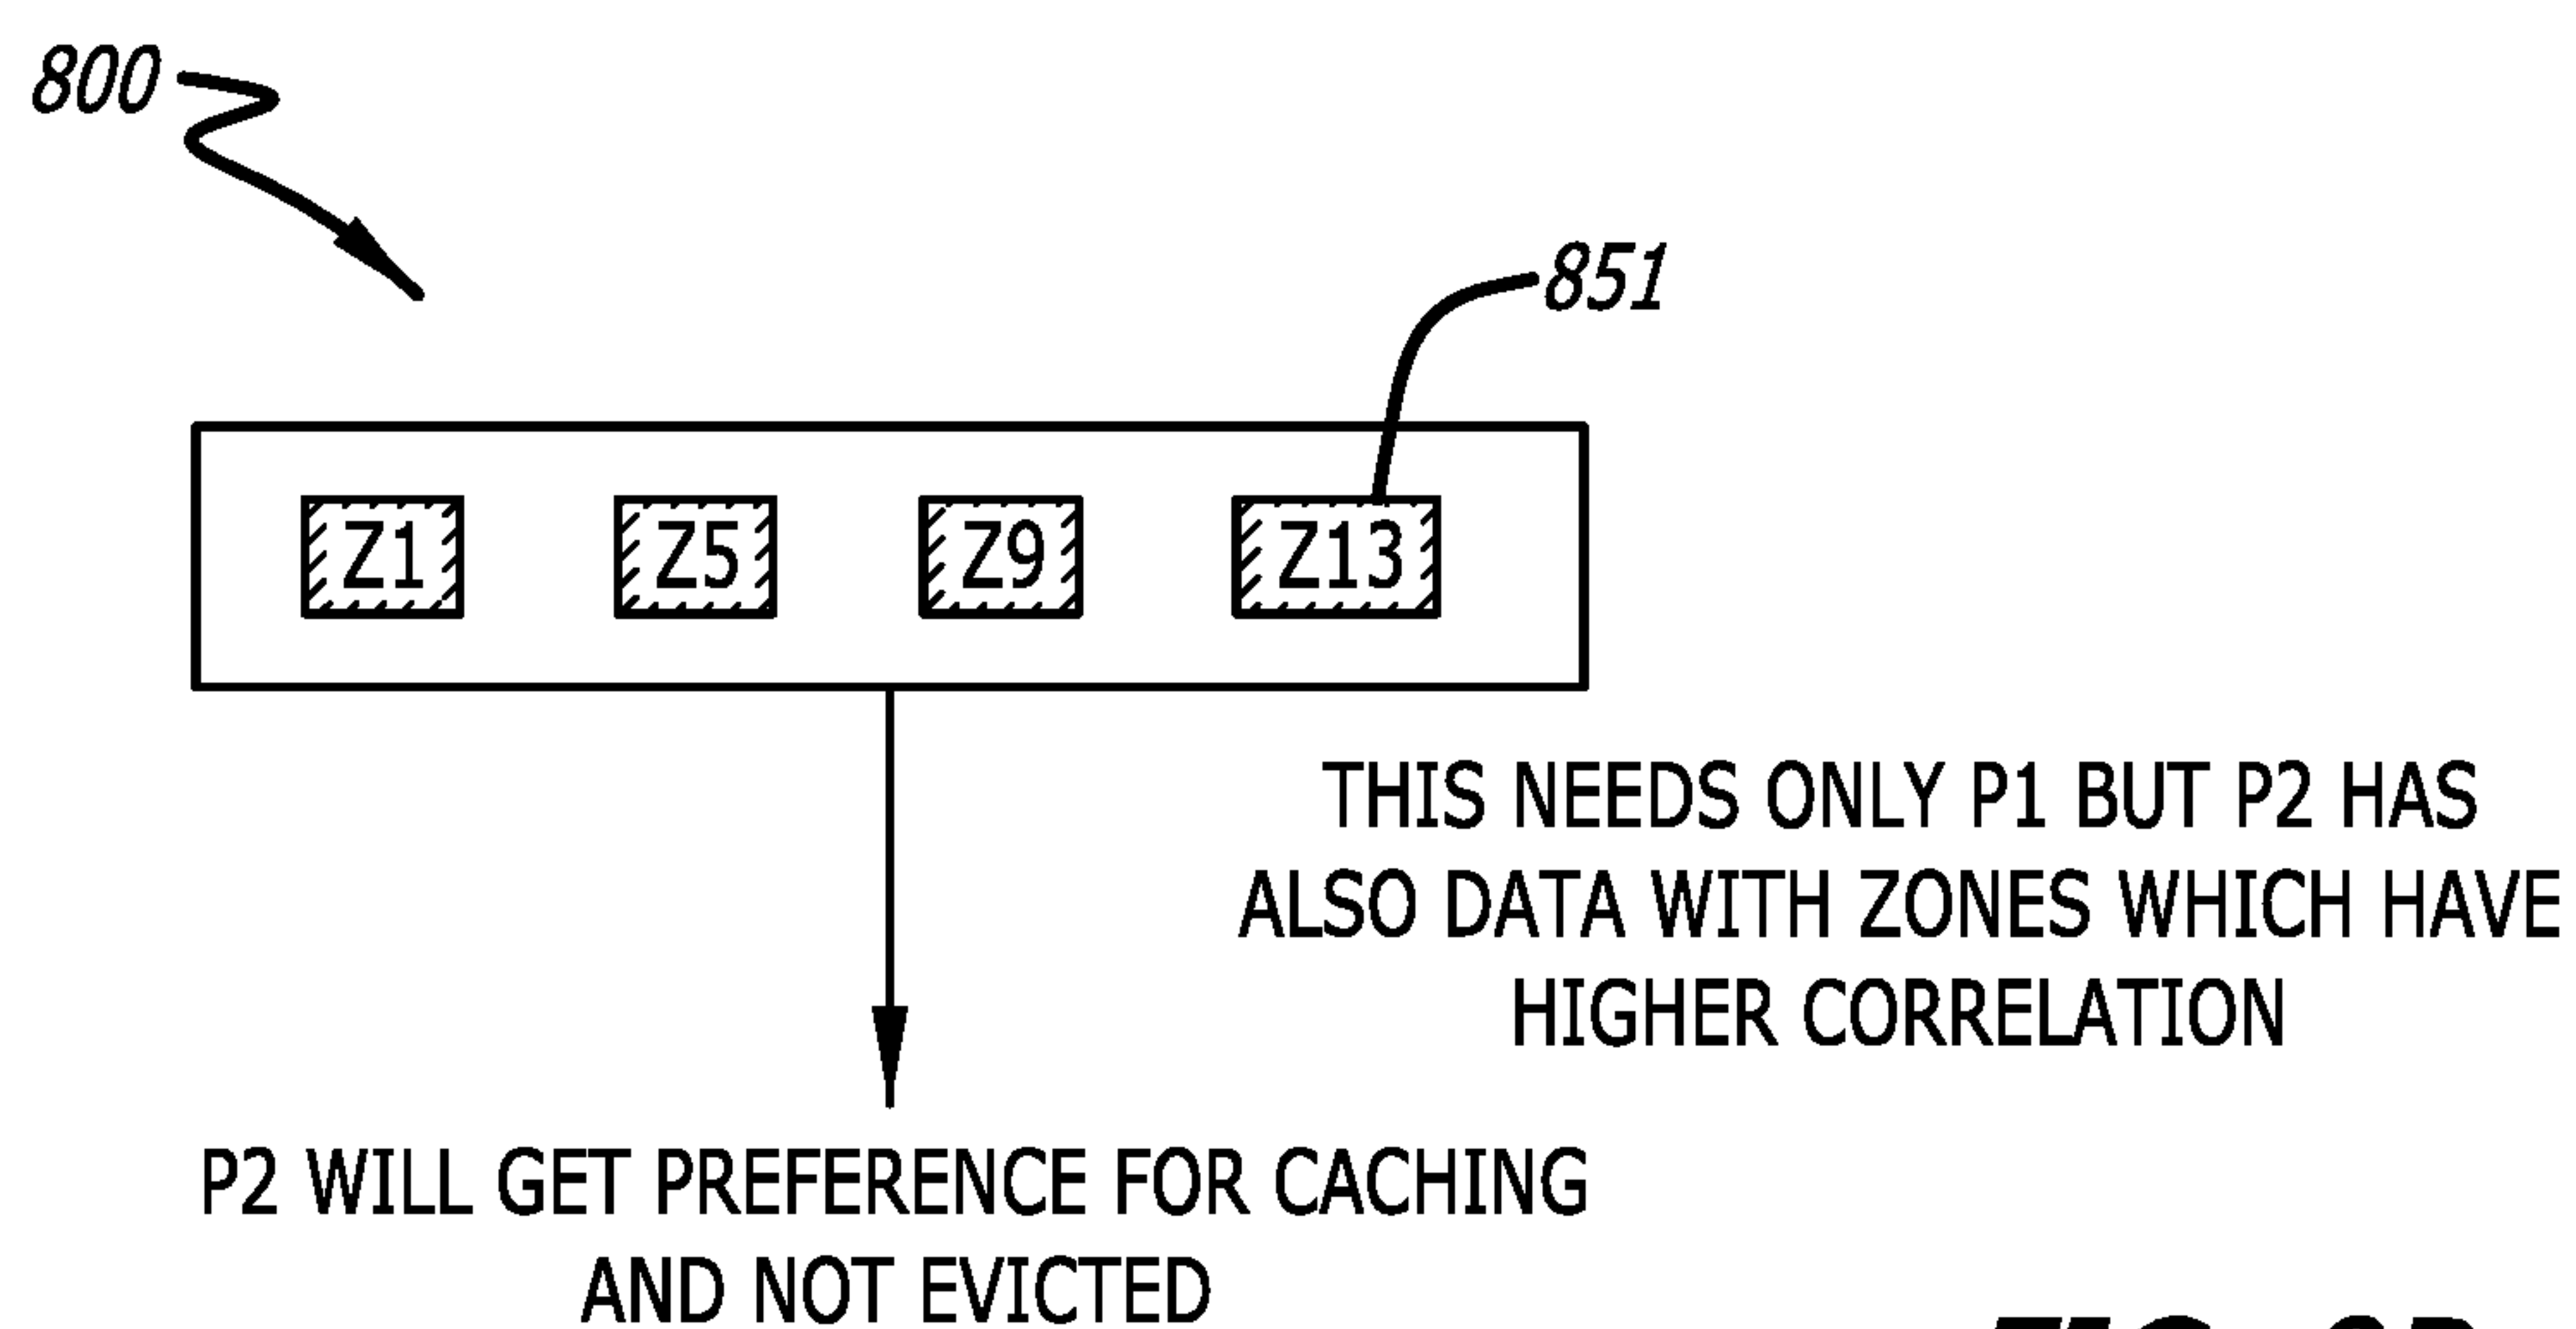 800
851
Z1 Z5 Z9 Z13
THIS NEEDS ONLY P1 BUT P2 HAS
ALSO DATA WITH ZONES WHICH HAVE
HIGHER CORRELATION
P2 WILL GET PREFERENCE FOR CACHING
AND NOT EVICTED